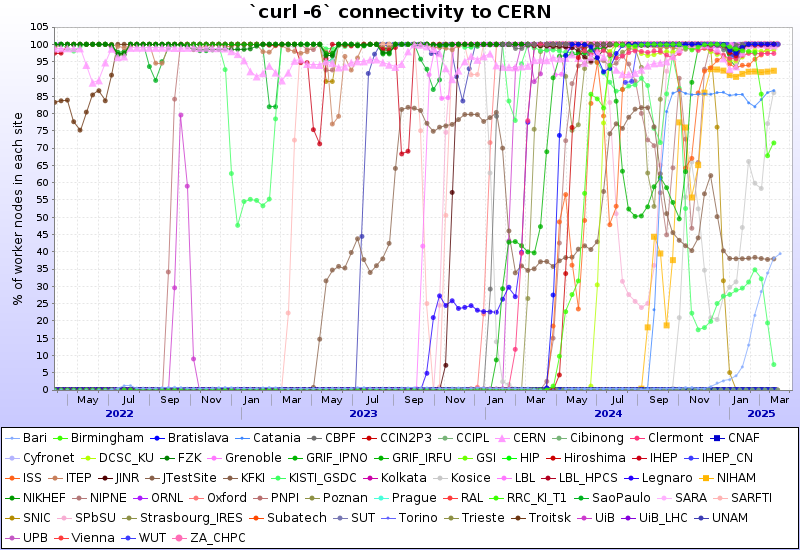 `curl -6` connectivity to CERN
% of worker nodes in each site
105
100
95
90
85
80
75
70
65
60
55
50
45
40
35
30
25
20
15
10
5
0
May Jul Sep Nov Jan Mar May Jul Sep Nov Jan Mar May Jul Sep Nov Jan Mar
2022 2023 2024 2025
Bari Birmingham Bratislava Catania CBPF CCIN2P3 CCIPL CERN Cibinong Clermont CNAF
Cyfronet DCSC_KU FZK Grenoble GRIF_IPNO GRIF_IRFU GSI HIP Hiroshima IHEP IHEP_CN
ISS ITEP JINR JTestSite KFKI KISTI_GSDC Kolkata Kosice LBL LBL_HPCS Legnaro NIHAM
NIKHEF NIPNE ORNL Oxford PNPI Poznan Prague RAL RRC_KI_T1 SaoPaulo SARA SARFTI
SNIC SPbSU Strasbourg_IRES Subatech SUT Torino Trieste Troitsk UiB UiB_LHC UNAM
UPB Vienna WUT ZA_CHPC